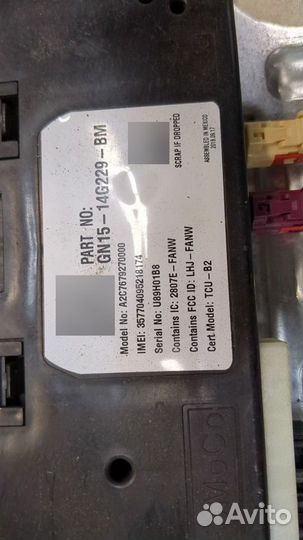 PART NO:
GN15-14G229-BM
SCRAP IF DROPPED
ASSEMBLED IN MEXICO
Model No: A2C7679270000
IMEI: 357704095218174
Serial No: U89H01B8
Contains IC: 2807E-FANW
Contains FCC ID: LHJ-FANW
Cert Model: TCU-B2
Avito